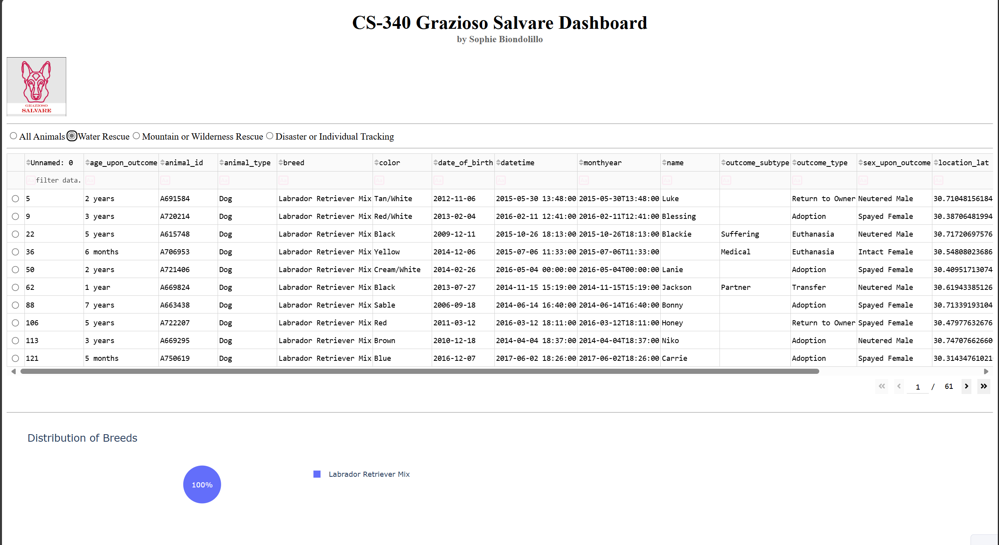 CS-340 Grazioso Salvare Dashboard
by Sophie Biondolillo
GRAZIOSO
SALVARE
All Animals Water Rescue Mountain or Wilderness Rescue Disaster or Individual Tracking
Unnamed: 0 age_upon_outcome animal_id animal_type breed color date_of_birth datetime monthyear name outcome_subtype outcome_type sex_upon_outcome location_lat
Aa filter data. Aa Aa Aa Aa Aa Aa Aa Aa Aa Aa Aa Aa Aa
5 2 years A691584 Dog Labrador Retriever Mix Tan/White 2012-11-06 2015-05-30 13:48:00 2015-05-30T13:48:00 Luke Return to Owner Neutered Male 30.71048156184
9 3 years A720214 Dog Labrador Retriever Mix Red/White 2013-02-04 2016-02-11 12:41:00 2016-02-11T12:41:00 Blessing Adoption Spayed Female 30.38706481994
22 5 years A615748 Dog Labrador Retriever Mix Black 2009-12-11 2015-10-26 18:13:00 2015-10-26T18:13:00 Blackie Suffering Euthanasia Neutered Male 30.71720697576
36 6 months A706953 Dog Labrador Retriever Mix Yellow 2014-12-06 2015-07-06 11:33:00 2015-07-06T11:33:00 Medical Euthanasia Intact Female 30.54808023686
50 2 years A721406 Dog Labrador Retriever Mix Cream/White 2014-02-26 2016-05-04 00:00:00 2016-05-04T00:00:00 Lanie Adoption Spayed Female 30.40951713074
62 1 year A669824 Dog Labrador Retriever Mix Black 2013-07-27 2014-11-15 15:19:00 2014-11-15T15:19:00 Jackson Partner Transfer Neutered Male 30.61943385126
88 7 years A663438 Dog Labrador Retriever Mix Sable 2006-09-18 2014-06-14 16:40:00 2014-06-14T16:40:00 Bonny Adoption Spayed Female 30.71339193104
106 5 years A722207 Dog Labrador Retriever Mix Red 2011-03-12 2016-03-12 18:11:00 2016-03-12T18:11:00 Honey Return to Owner Spayed Female 30.47977632676
113 3 years A669295 Dog Labrador Retriever Mix Brown 2010-12-18 2014-04-04 18:37:00 2014-04-04T18:37:00 Niko Adoption Neutered Male 30.7470766266
121 5 months A750619 Dog Labrador Retriever Mix Blue 2016-12-07 2017-06-02 18:26:00 2017-06-02T18:26:00 Carrie Adoption Spayed Female 30.31434761021
1 / 61
Distribution of Breeds
Labrador Retriever Mix
100%